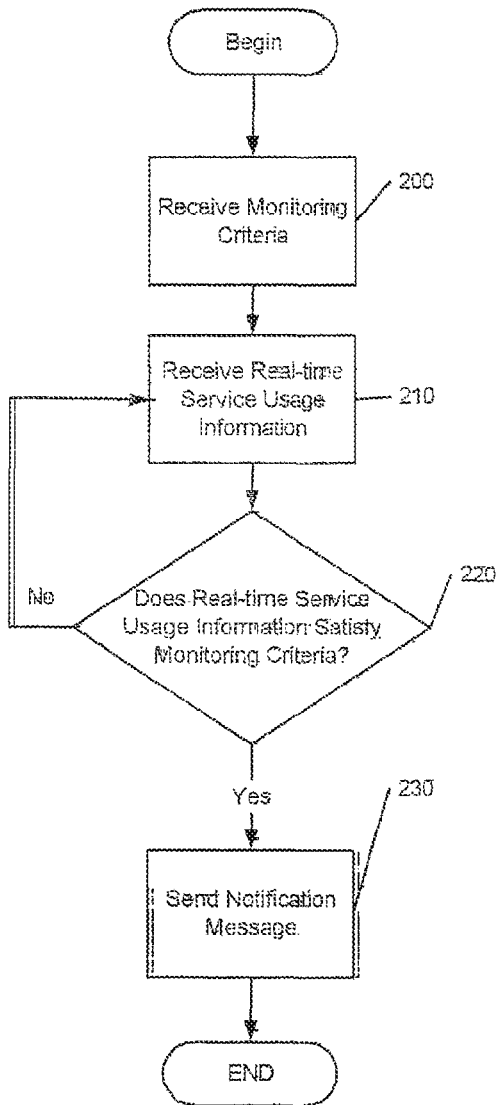 Begin
Receive Monitoring
Criteria
200
Receive Real-time
Service Usage
Information
210
No
Does Real-time Service
Usage Information Satisfy
Monitoring Criteria?
220
Yes
Send Notification
Message
230
END